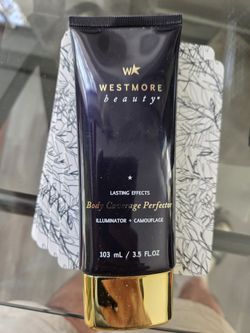 WESTMORE
beauty®
LASTING EFFECTS
Body Coverage Perfector
ILLUMINATOR + CAMOUFLAGE
103 mL / 3.5 FL.OZ